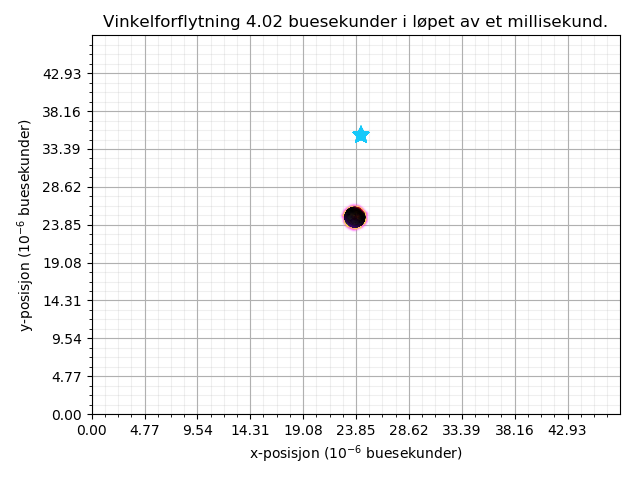 Vinkelforflytning 4.02 buesekunder i løpet av et millisekund.
42.93
38.16
33.39
28.62
23.85
19.08
14.31
9.54
4.77
0.00
y-posisjon (10⁻⁶ buesekunder)
0.00 4.77 9.54 14.31 19.08 23.85 28.62 33.39 38.16 42.93
x-posisjon (10⁻⁶ buesekunder)